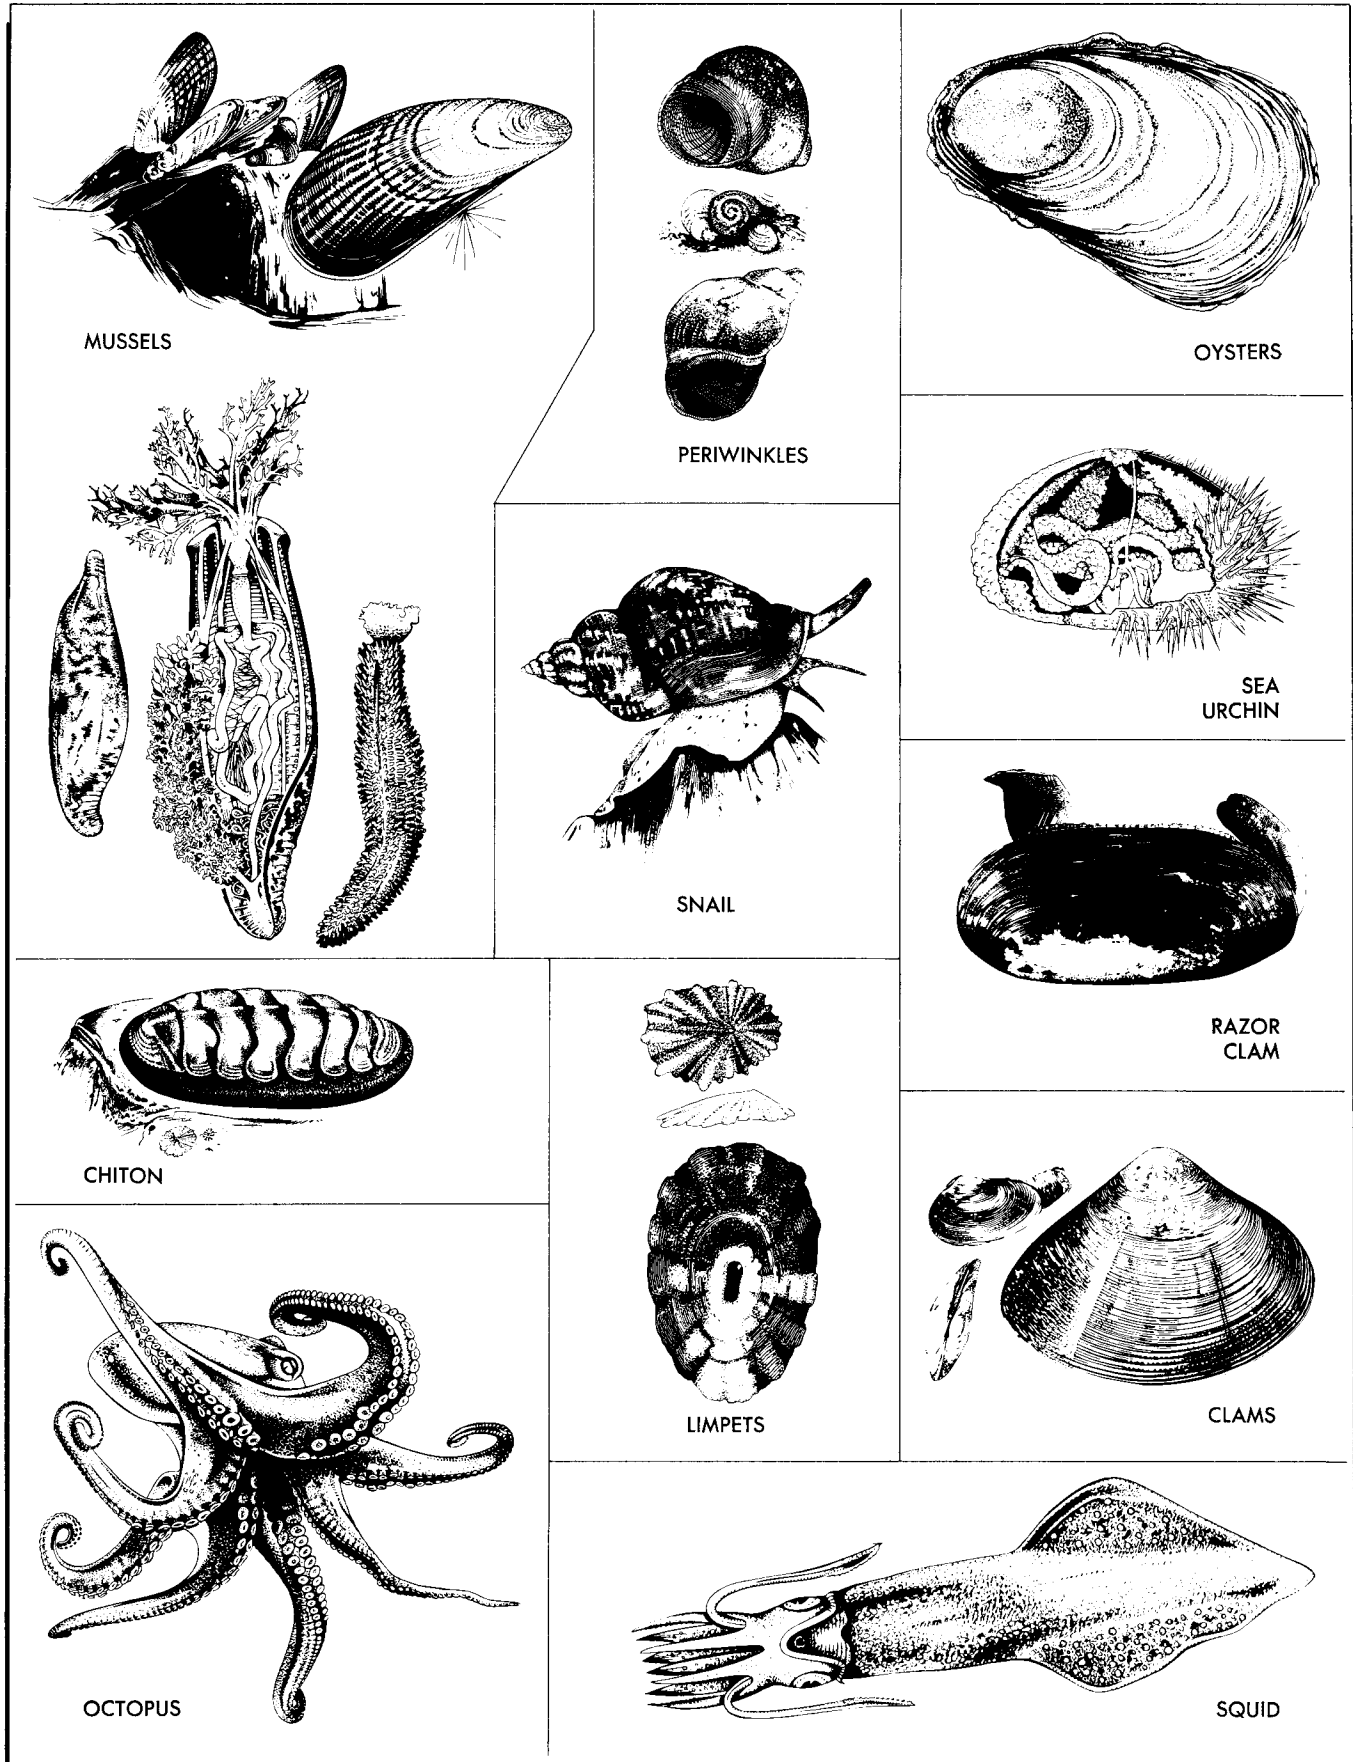 MUSSELS
PERIWINKLES
OYSTERS
SEA
URCHIN
SNAIL
RAZOR
CLAM
CHITON
LIMPETS
CLAMS
OCTOPUS
SQUID